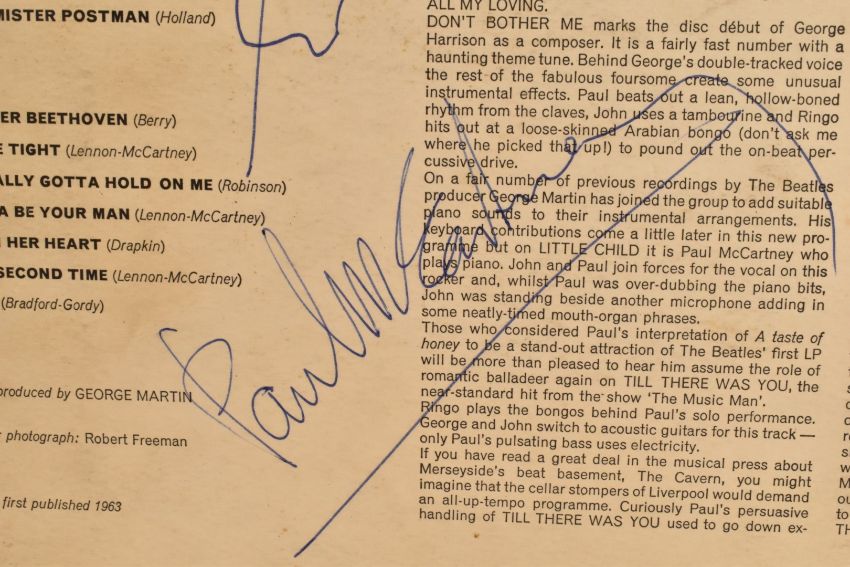 MISTER POSTMAN (Holland)
ER BEETHOVEN (Berry)
E TIGHT (Lennon-McCartney)
ALLY GOTTA HOLD ON ME (Robinson)
A BE YOUR MAN (Lennon-McCartney)
HER HEART (Drapkin)
SECOND TIME (Lennon-McCartney)
(Bradford-Gordy)
produced by GEORGE MARTIN
photograph: Robert Freeman
first published 1963
Paul McCartney
ALL MY LOVING.
DON'T BOTHER ME marks the disc début of George
Harrison as a composer. It is a fairly fast number with a
haunting theme tune. Behind George's double-tracked voice
the rest of the fabulous foursome create some unusual
instrumental effects. Paul beats out a lean, hollow-boned
rhythm from the claves, John uses a tambourine and Ringo
hits out at a loose-skinned Arabian bongo (don't ask me
where he picked that up!) to pound out the on-beat per-
cussive drive.
On a fair number of previous recordings by The Beatles
producer George Martin has joined the group to add suitable
piano sounds to their instrumental arrangements. His
keyboard contributions come a little later in this new pro-
gramme but on LITTLE CHILD it is Paul McCartney who
plays piano. John and Paul join forces for the vocal on this
rocker and, whilst Paul was over-dubbing the piano bits,
John was standing beside another microphone adding in
some neatly-timed mouth-organ phrases.
Those who considered Paul's interpretation of A taste of
honey to be a stand-out attraction of The Beatles' first LP
will be more than pleased to hear him assume the role of
romantic balladeer again on TILL THERE WAS YOU, the
near-standard hit from the show 'The Music Man'.
Ringo plays the bongos behind Paul's solo performance.
George and John switch to acoustic guitars for this track —
only Paul's pulsating bass uses electricity.
If you have read a great deal in the musical press about
Merseyside's beat basement, The Cavern, you might
imagine that the cellar stompers of Liverpool would demand
an all-up-tempo programme. Curiously Paul's persuasive
handling of TILL THERE WAS YOU used to go down ex-